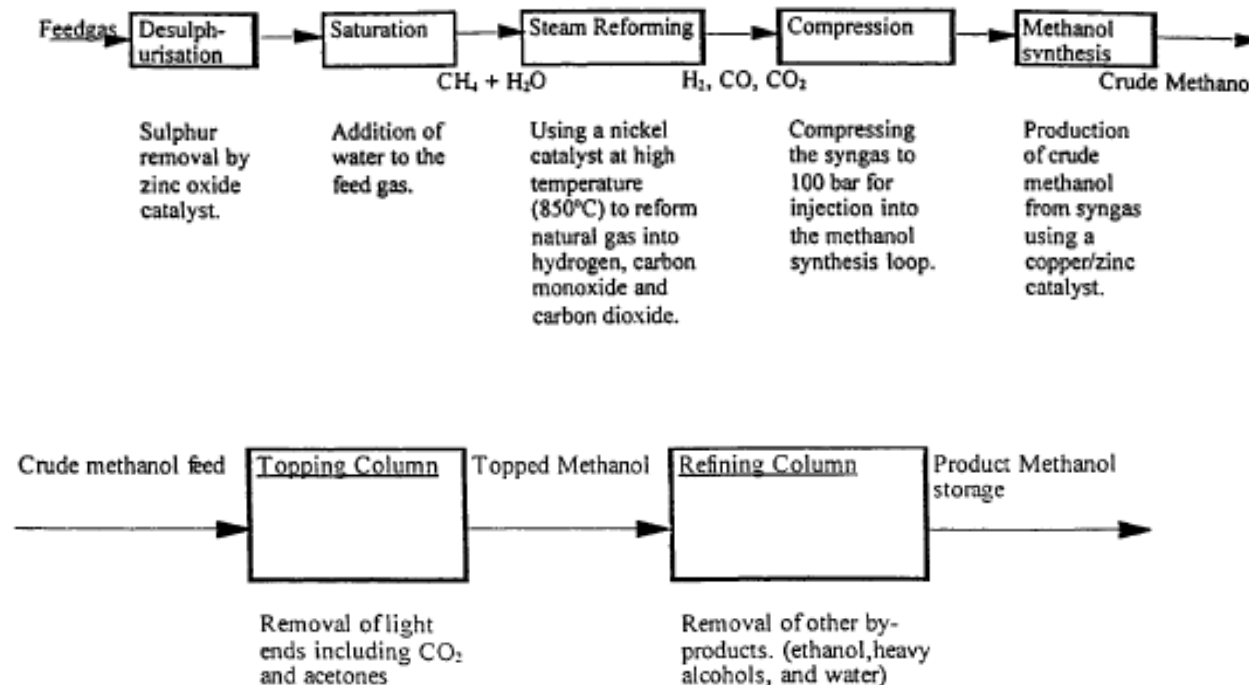 Feedgas
Desulph-
urisation
Saturation
Steam Reforming
Compression
Methanol
synthesis
CH₄ + H₂O
H₂, CO, CO₂
Crude Methano
Sulphur
removal by
zinc oxide
catalyst.
Addition of
water to the
feed gas.
Using a nickel
catalyst at high
temperature
(850ºC) to reform
natural gas into
hydrogen, carbon
monoxide and
carbon dioxide.
Compressing
the syngas to
100 bar for
injection into
the methanol
synthesis loop.
Production
of crude
methanol
from syngas
using a
copper/zinc
catalyst.
Crude methanol feed
Topping Column
Topped Methanol
Refining Column
Product Methanol
storage
Removal of light
ends including CO₂
and acetones
Removal of other by-
products. (ethanol,heavy
alcohols, and water)